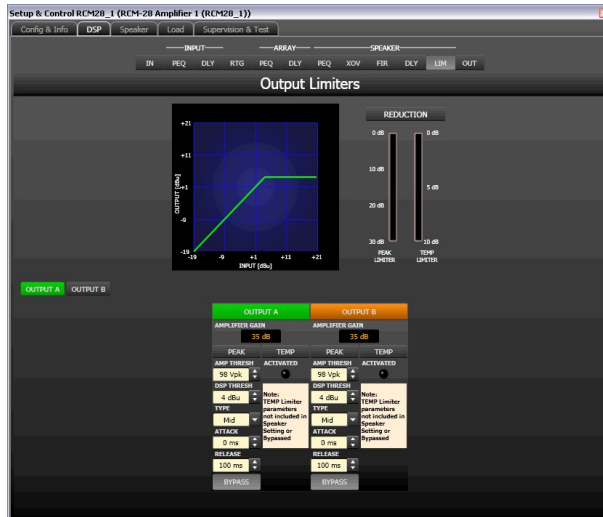 Setup & Control RCM28_1 (RCM-28 Amplifier 1 (RCM28_1))
Config & Info DSP Speaker Load Supervision & Test
INPUT ARRAY SPEAKER
IN PEQ DLY RTG PEQ DLY PEQ XOV FIR DLY LIM OUT
Output Limiters
REDUCTION
+21
+11
+1
-9
-19
OUTPUT [dBu]
-19 -9 +1 +11 +21
INPUT [dBu]
0 dB 0 dB
10 dB
5 dB
20 dB
30 dB 10 dB
PEAK LIMITER
TEMP LIMITER
OUTPUT A OUTPUT B
OUTPUT A OUTPUT B
AMPLIFIER GAIN AMPLIFIER GAIN
35 dB 35 dB
PEAK TEMP PEAK TEMP
AMP THRESH ACTIVATED AMP THRESH ACTIVATED
98 Vpk 98 Vpk
DSP THRESH DSP THRESH
4 dBu 4 dBu
TYPE TYPE
Mid Mid
ATTACK ATTACK
0 ms 0 ms
Note:
TEMP Limiter
parameters
not included in
Speaker
Setting or
Bypassed
Note:
TEMP Limiter
parameters
not included in
Speaker
Setting or
Bypassed
RELEASE RELEASE
100 ms 100 ms
BYPASS BYPASS